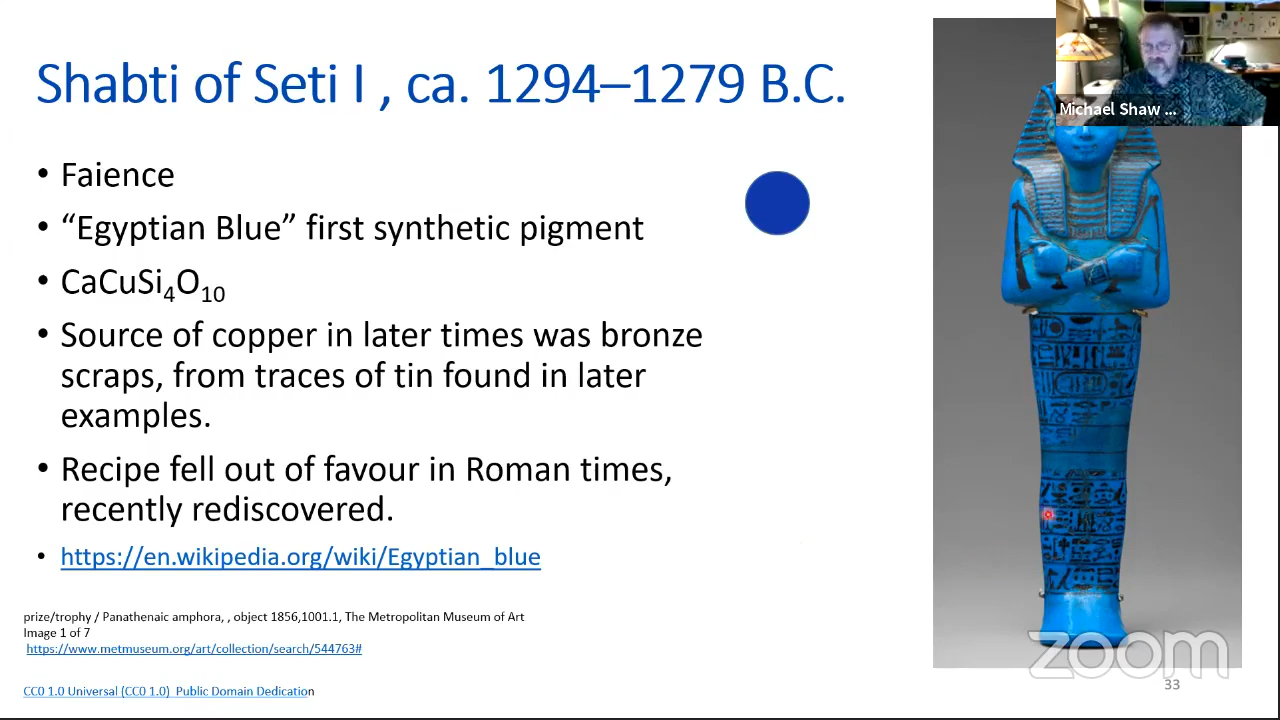 Shabti of Seti I , ca. 1294–1279 B.C.
• Faience
• “Egyptian Blue” first synthetic pigment
• CaCuSi4O10
• Source of copper in later times was bronze
scraps, from traces of tin found in later
examples.
• Recipe fell out of favour in Roman times,
recently rediscovered.
• https://en.wikipedia.org/wiki/Egyptian_blue
prize/trophy / Panathenaic amphora, , object 1856,1001.1, The Metropolitan Museum of Art
Image 1 of 7
https://www.metmuseum.org/art/collection/search/544763#
CC0 1.0 Universal (CC0 1.0) Public Domain Dedication
Michael Shaw ...
zoom
33